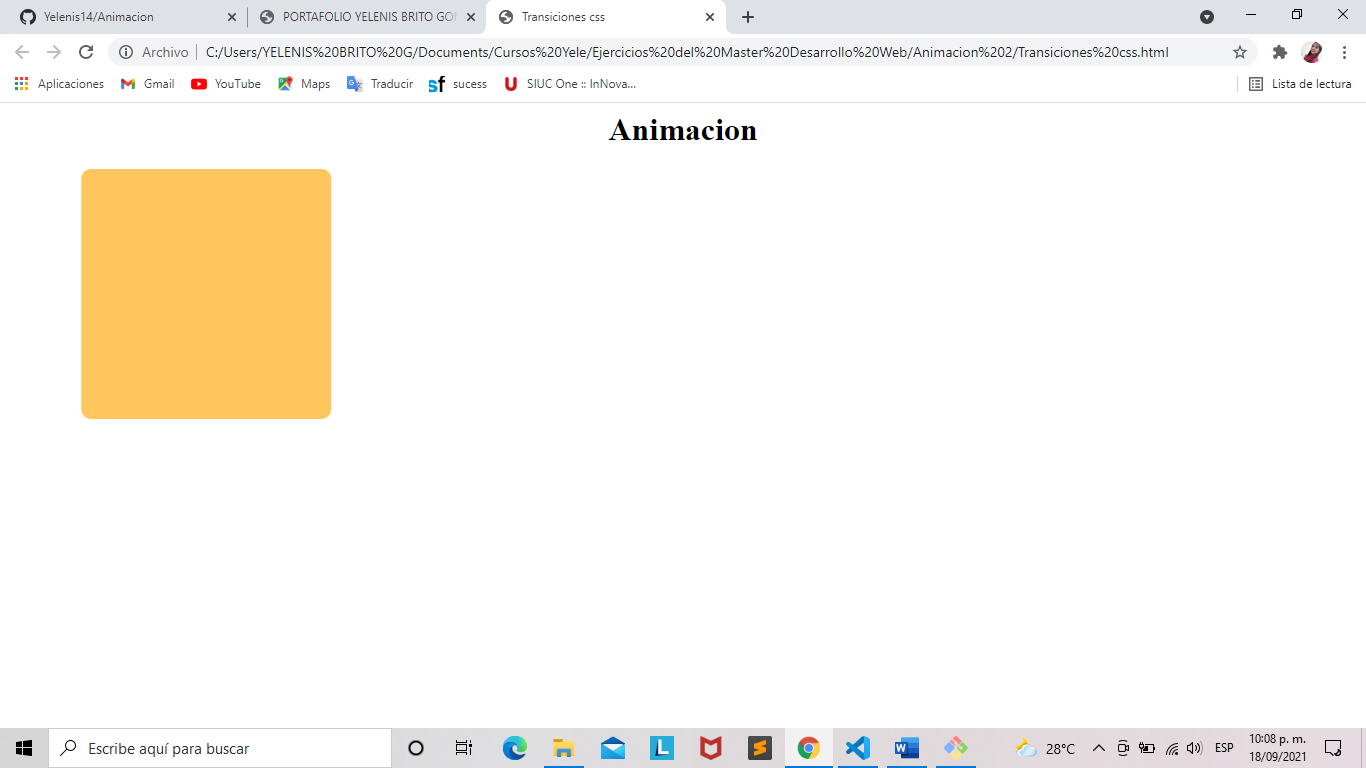 Yelenis14/Animacion
PORTAFOLIO YELENIS BRITO GO
Transiciones css
Archivo
C:/Users/YELENIS%20BRITO%20G/Documents/Cursos%20Yele/Ejercicios%20del%20Master%20Desarrollo%20Web/Animacion%202/Transiciones%20css.html
Aplicaciones
Gmail
YouTube
Maps
Traducir
sucess
SIUC One :: InNova...
Lista de lectura
Animacion
Escribe aquí para buscar
28°C
ESP
10:08 p. m.
18/09/2021